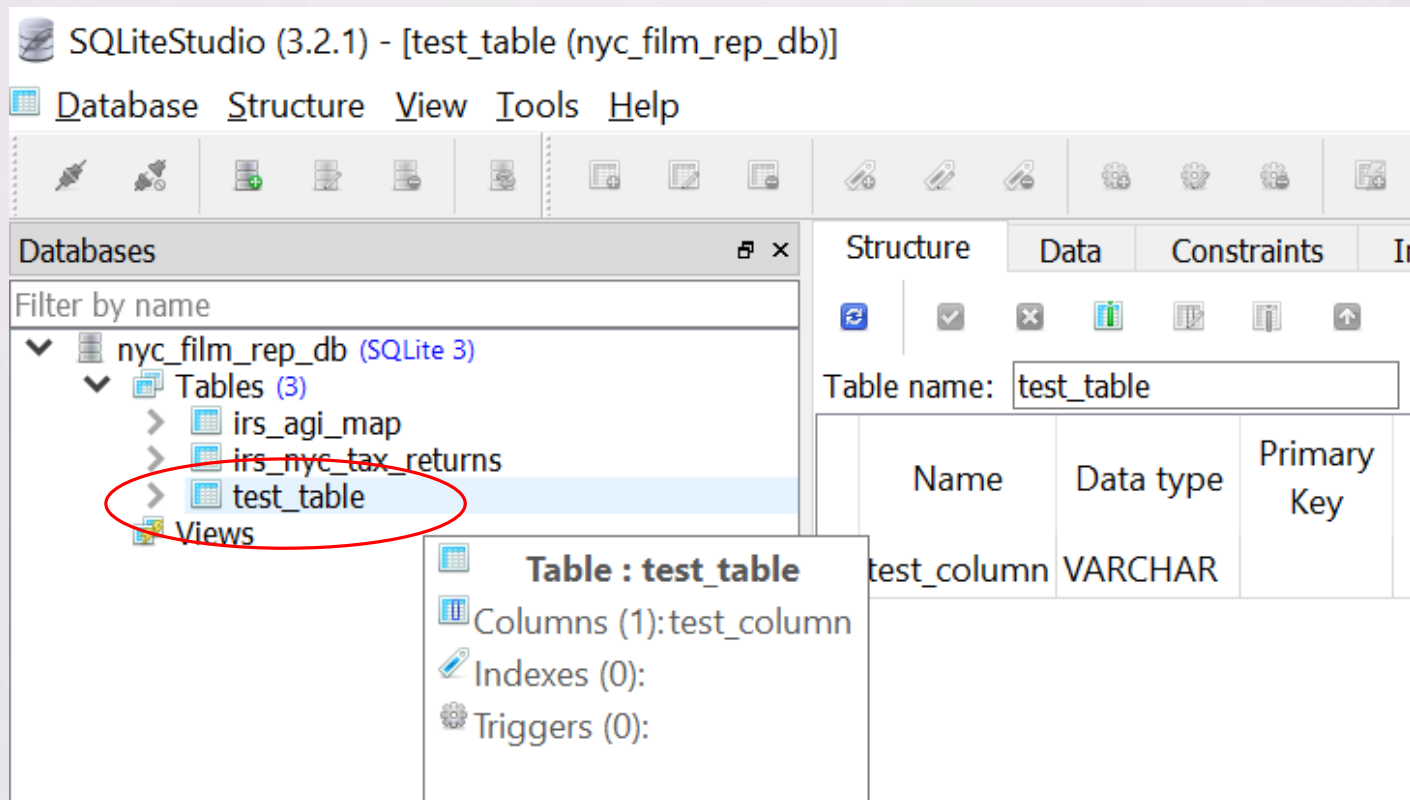 SQLiteStudio (3.2.1) - [test_table (nyc_film_rep_db)]
Database Structure View Tools Help
Databases
Structure Data Constraints
Filter by name
nyc_film_rep_db (SQLite 3)
Tables (3)
irs_agi_map
irs_nyc_tax_returns
test_table
Views
Table name: test_table
Name Data type Primary Key
test_column VARCHAR
Table : test_table
Columns (1): test_column
Indexes (0):
Triggers (0):